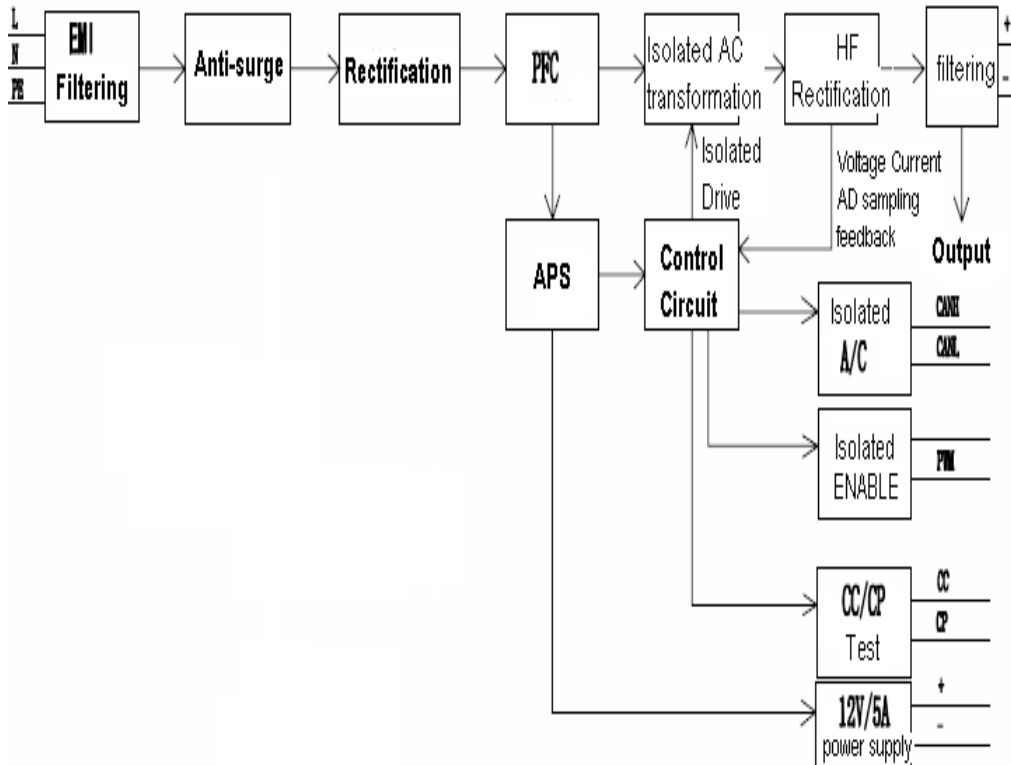 L
N
PE
EMI
Filtering
Anti-surge
Rectification
PFC
Isolated AC
transformation
HF
Rectification
filtering
+
-
Isolated
Drive
Voltage Current
AD sampling
feedback
Output
APS
Control
Circuit
Isolated
A/C
CANH
CANL
Isolated
ENABLE
PWM
CC/CP
Test
CC
CP
12V/5A
power supply
+
-